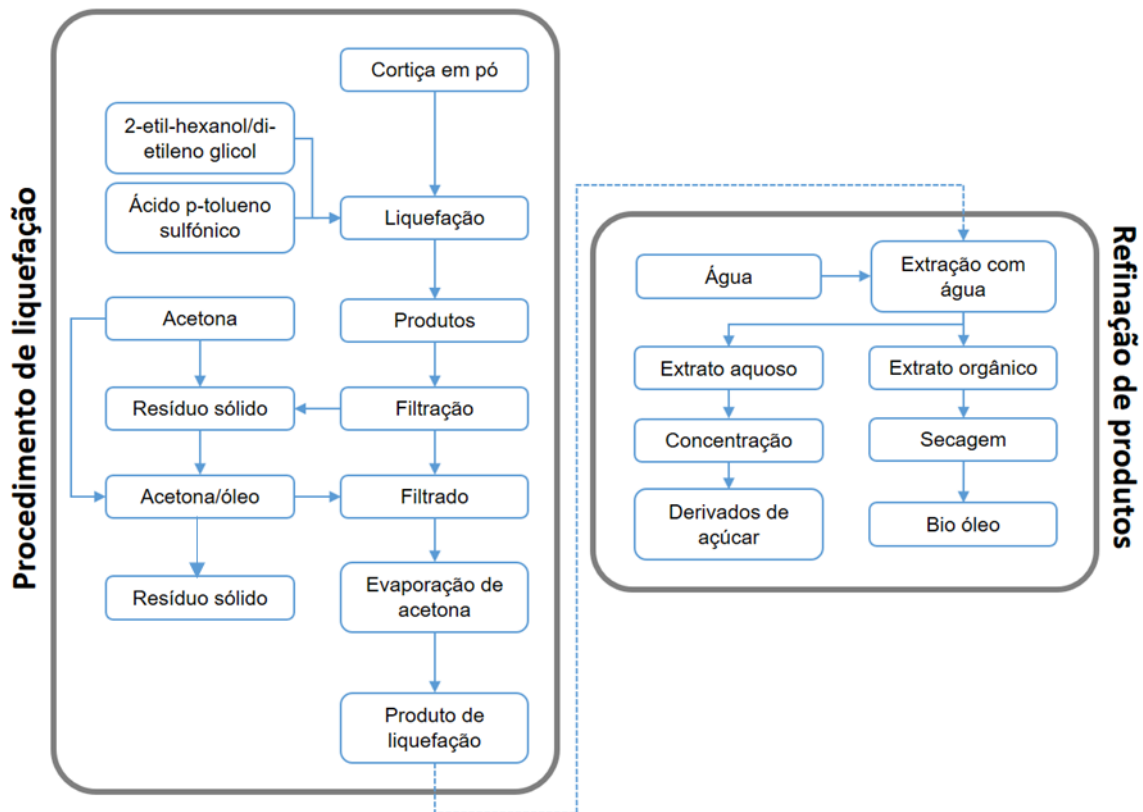 Procedimento de liquefação
Cortiça em pó
2-etil-hexanol/di-
etileno glicol
Ácido p-tolueno
sulfónico
Liquefação
Acetona
Produtos
Resíduo sólido
Filtração
Acetona/óleo
Filtrado
Resíduo sólido
Evaporação de
acetona
Produto de
liquefação
Refinação de produtos
Água
Extração com
água
Extrato aquoso
Extrato orgânico
Concentração
Secagem
Derivados de
açúcar
Bio óleo